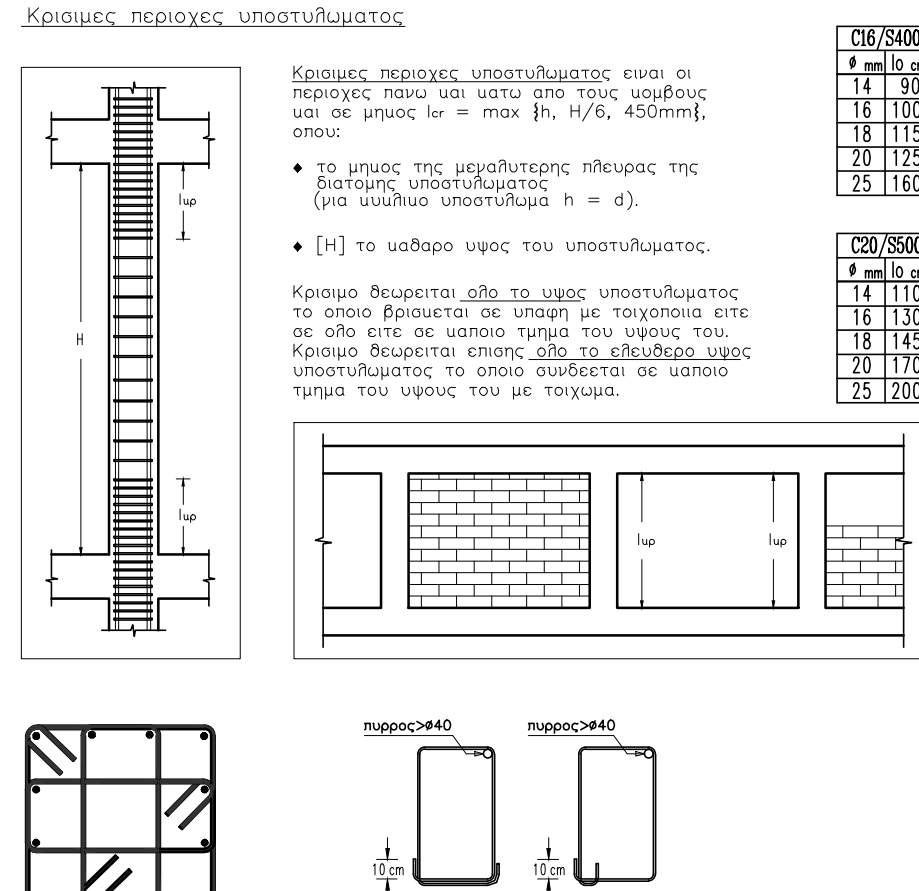 Κρισιμες περιοχες υποστυλωματος
Κρισιμες περιοχες υποστυλωματος ειναι οι
περιοχες πανω και κατω απο τους κομβους
και σε μηκος lcr = max {h, H/6, 450mm},
οπου:
♦ το μηκος της μεγαλυτερης πλευρας της
διατομης υποστυλωματος
(για κυκλικο υποστυλωμα h = d).
♦ [H] το καθαρο υψος του υποστυλωματος.
Κρισιμο θεωρειται ολο το υψος υποστυλωματος
το οποιο βρισκεται σε υπαφη με τοιχοποιια ειτε
σε ολο ειτε σε καποιο τμημα του υψους του.
Κρισιμο θεωρειται επισης ολο το ελευθερο υψος
υποστυλωματος το οποιο συνδεεται σε καποιο
τμημα του υψους του με τοιχωμα.
C16/S400
ø mm lo cm
14 90
16 100
18 115
20 125
25 160
C20/S500
ø mm lo cm
14 110
16 130
18 145
20 170
25 200
lκρ
H
lκρ
lκρ lκρ
πυρρος>ø40 πυρρος>ø40
10 cm 10 cm